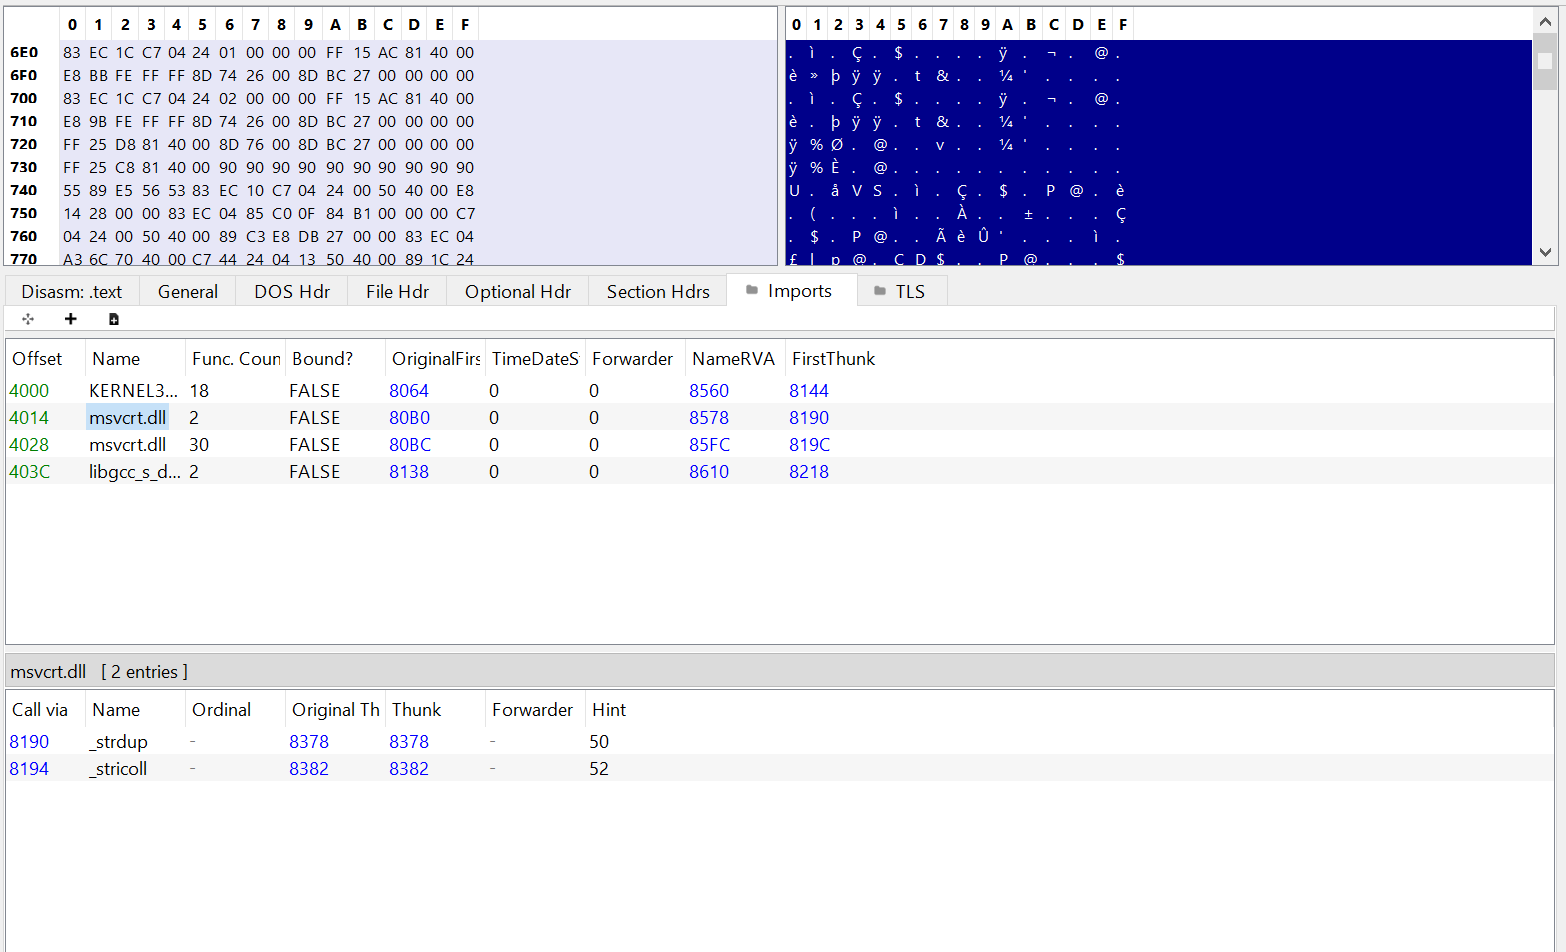 0 1 2 3 4 5 6 7 8 9 A B C D E F
6E0 83 EC 1C C7 04 24 01 00 00 00 FF 15 AC 81 40 00
6F0 E8 BB FE FF FF 8D 74 26 00 8D BC 27 00 00 00 00
700 83 EC 1C C7 04 24 02 00 00 00 FF 15 AC 81 40 00
710 E8 9B FE FF FF 8D 74 26 00 8D BC 27 00 00 00 00
720 FF 25 D8 81 40 00 8D 76 00 8D BC 27 00 00 00 00
730 FF 25 C8 81 40 00 90 90 90 90 90 90 90 90 90 90
740 55 89 E5 56 53 83 EC 10 C7 04 24 00 50 40 00 E8
750 14 28 00 00 83 EC 04 85 C0 0F 84 B1 00 00 00 C7
760 04 24 00 50 40 00 89 C3 E8 DB 27 00 00 83 EC 04
770 A3 6C 70 40 00 C7 44 24 04 13 50 40 00 89 1C 24
0 1 2 3 4 5 6 7 8 9 A B C D E F
. ì . Ç . $ . . . . ÿ . ¬ . @ .
è » þ ÿ ÿ . t & . . ¼ ' . . . .
. ì . Ç . $ . . . . ÿ . ¬ . @ .
è . þ ÿ ÿ . t & . . ¼ ' . . . .
ÿ % Ø . @ . . v . . ¼ ' . . . .
ÿ % È . @ . . . . . . . . . . .
U . å V S . ì . Ç . $ . P @ . è
. ( . . . ì . . À . . ± . . . Ç
. $ . P @ . . Ã è Û ' . . . ì .
£ l p @ . Ç D $ . . P @ . . . $
Disasm: .text General DOS Hdr File Hdr Optional Hdr Section Hdrs Imports TLS
Offset Name Func. Coun Bound? OriginalFirs TimeDateS Forwarder NameRVA FirstThunk
4000 KERNEL3... 18 FALSE 8064 0 0 8560 8144
4014 msvcrt.dll 2 FALSE 80B0 0 0 8578 8190
4028 msvcrt.dll 30 FALSE 80BC 0 0 85FC 819C
403C libgcc_s_d... 2 FALSE 8138 0 0 8610 8218
msvcrt.dll [ 2 entries ]
Call via Name Ordinal Original Th Thunk Forwarder Hint
8190 _strdup - 8378 8378 - 50
8194 _stricoll - 8382 8382 - 52